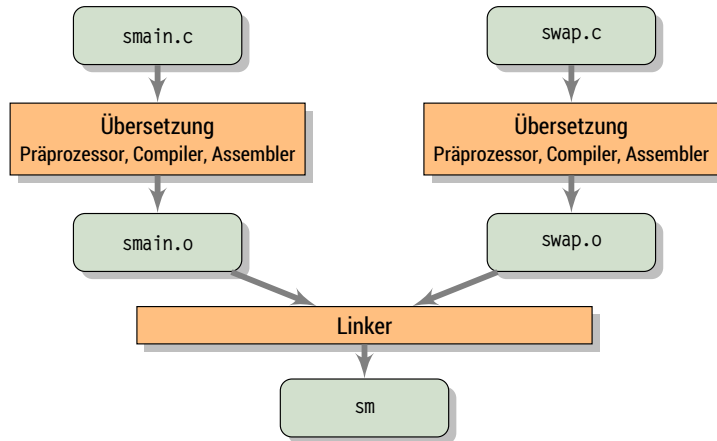 smain.c
swap.c
Übersetzung
Präprozessor, Compiler, Assembler
Übersetzung
Präprozessor, Compiler, Assembler
smain.o
swap.o
Linker
sm